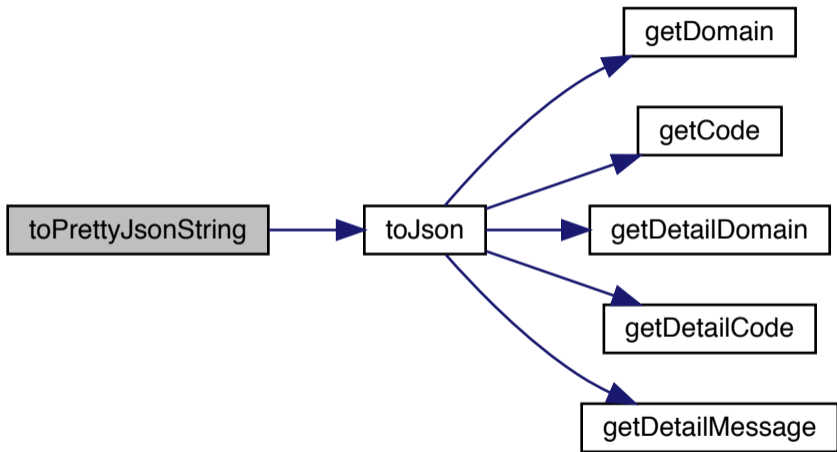 toPrettyJsonString
toJson
getDomain
getCode
getDetailDomain
getDetailCode
getDetailMessage